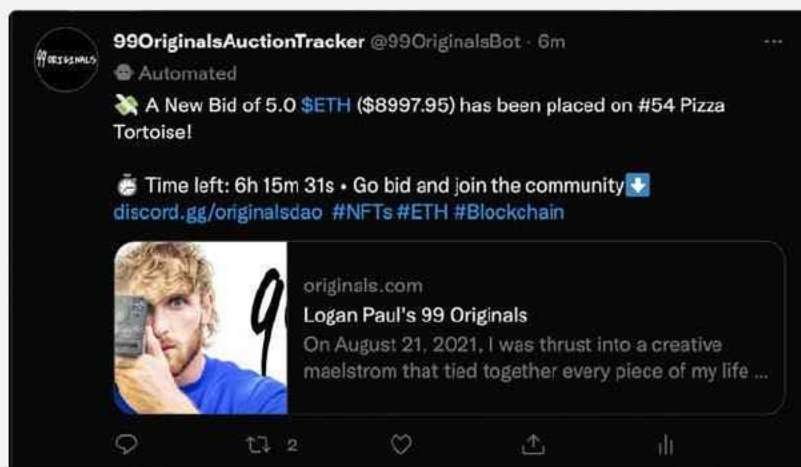 99 ORIGINALS
99OriginalsAuctionTracker @99OriginalsBot · 6m
Automated
💸 A New Bid of 5.0 $ETH ($8997.95) has been placed on #54 Pizza
Tortoise!
⏱️ Time left: 6h 15m 31s • Go bid and join the community⬇️
discord.gg/originalsdao #NFTs #ETH #Blockchain
originals.com
Logan Paul's 99 Originals
On August 21, 2021, I was thrust into a creative
maelstrom that tied together every piece of my life ...
2